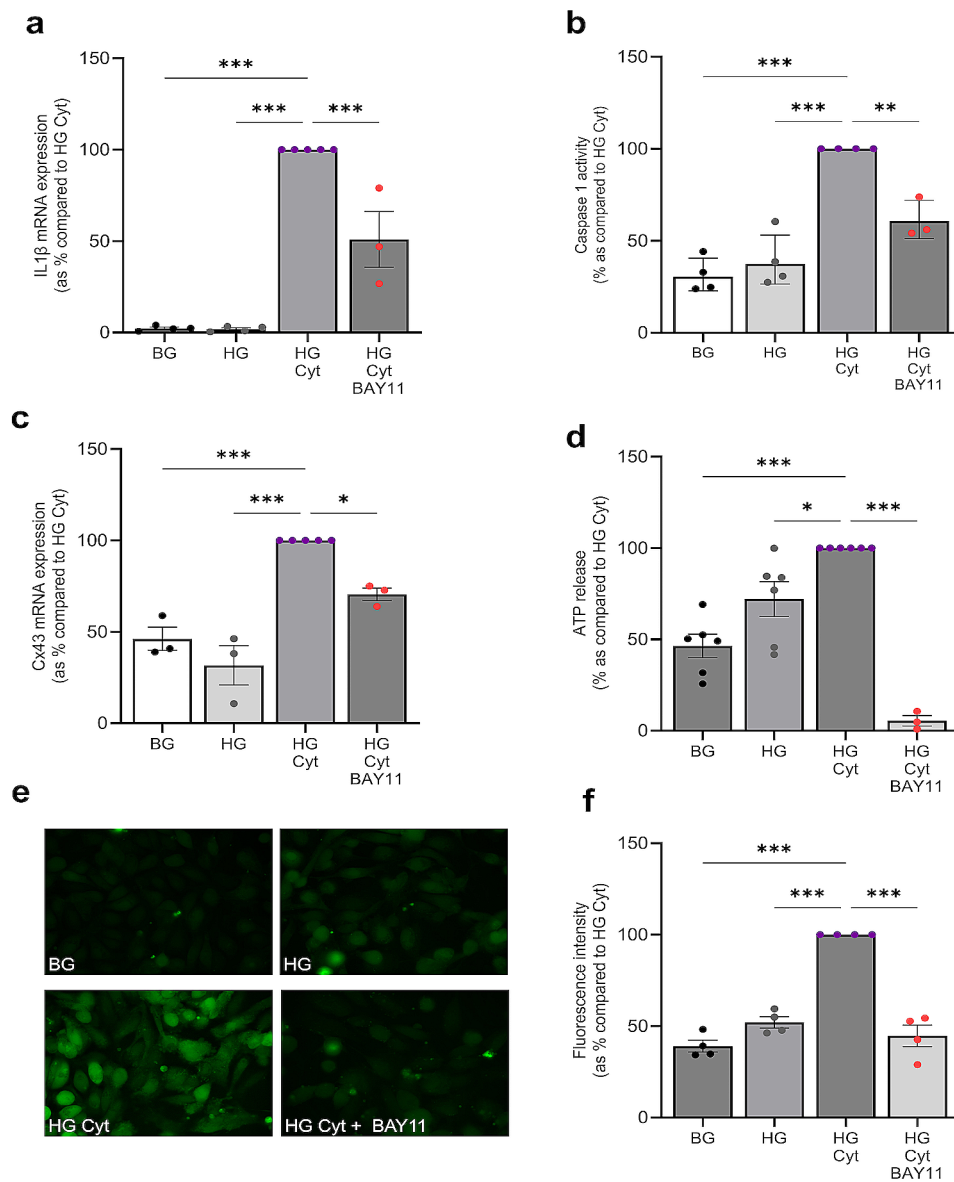 a
IL1β mRNA expression
(as % compared to HG Cyt)
150
100
50
0
***
*** ***
BG HG HG HG
Cyt Cyt
BAY11
b
Caspase 1 activity
(% as compared to HG Cyt)
150
100
50
0
***
*** **
BG HG HG HG
Cyt Cyt
BAY11
c
Cx43 mRNA expression
(as % compared to HG Cyt)
150
100
50
0
***
*** *
BG HG HG HG
Cyt Cyt
BAY11
d
ATP release
(% as compared to HG Cyt)
150
100
50
0
***
* ***
BG HG HG HG
Cyt Cyt
BAY11
e
BG
HG
HG Cyt
HG Cyt + BAY11
f
Fluorescence intensity
(as % compared to HG Cyt)
150
100
50
0
***
*** ***
BG HG HG HG
Cyt Cyt
BAY11